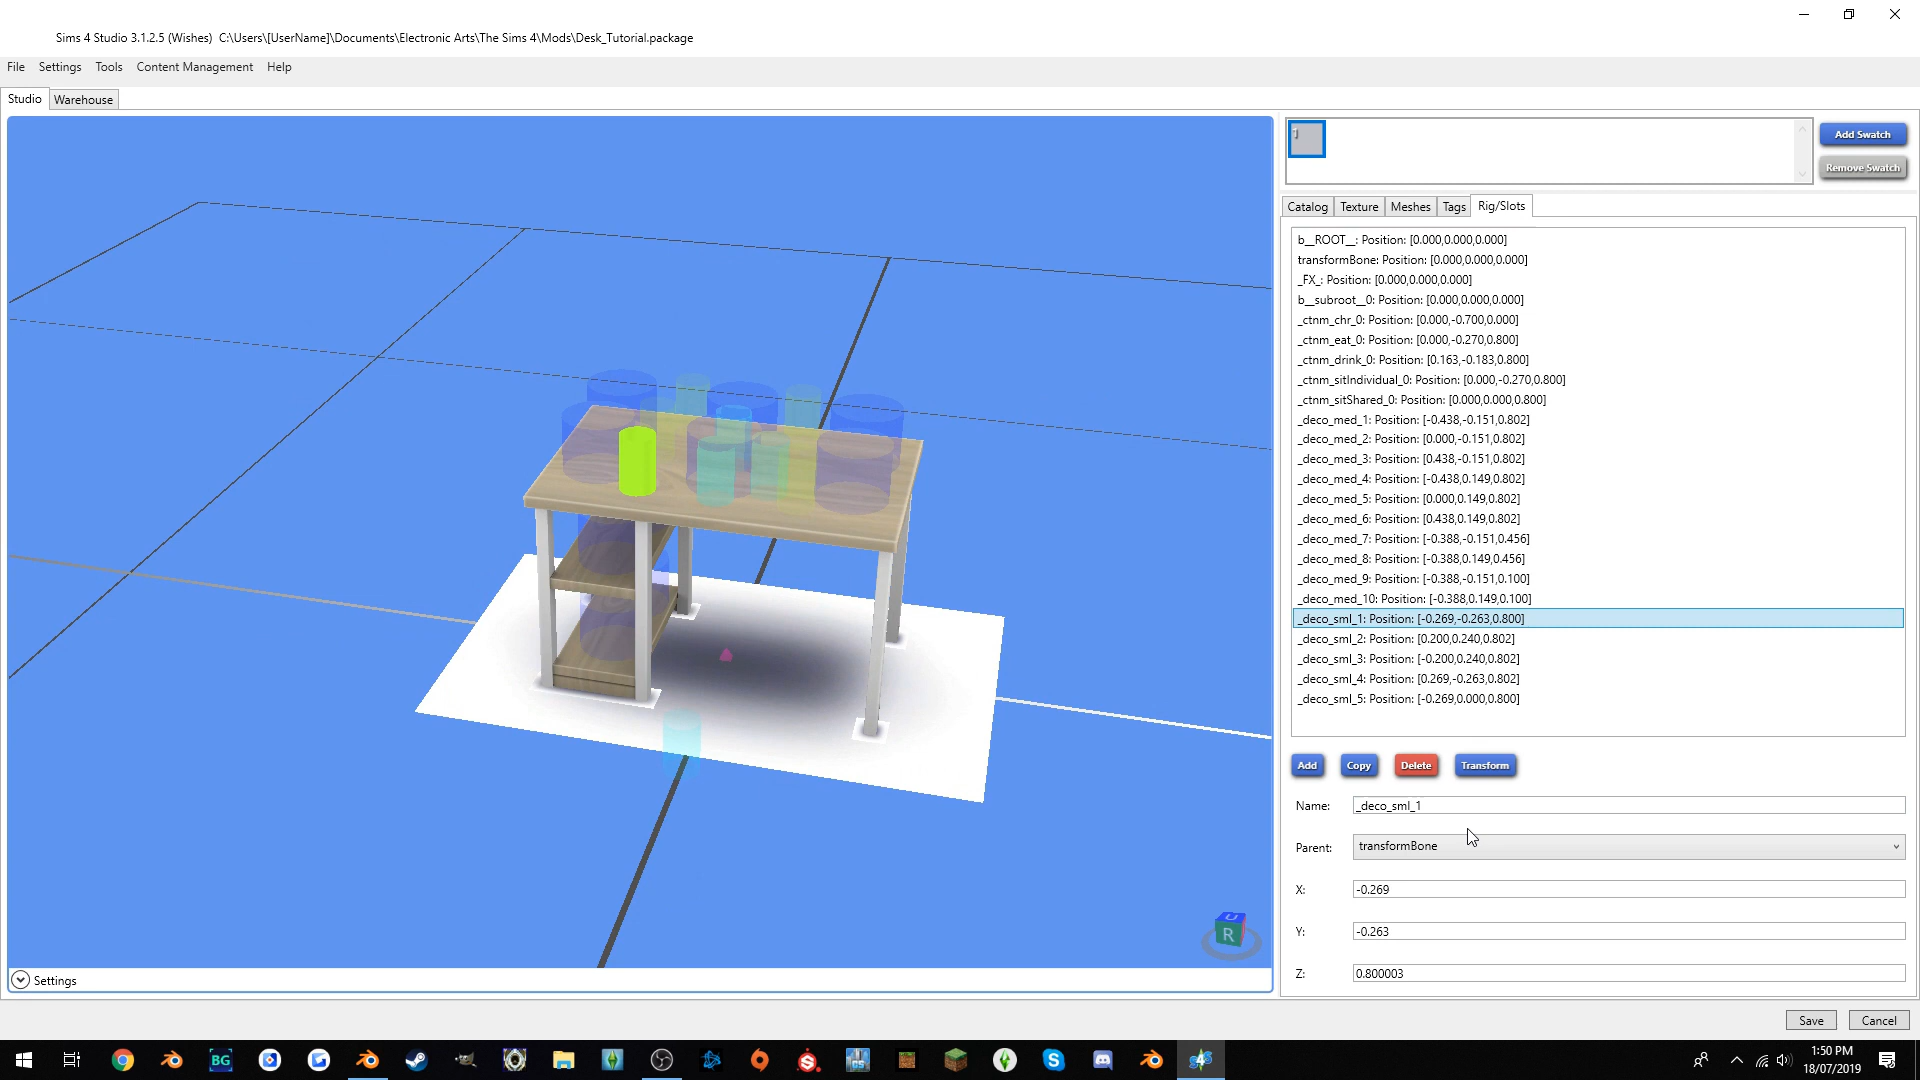 Sims 4 Studio 3.1.2.5 (Wishes) C:\Users\[UserName]\Documents\Electronic Arts\The Sims 4\Mods\Desk_Tutorial.package
File Settings Tools Content Management Help
Studio Warehouse
1
Add Swatch
Remove Swatch
Catalog Texture Meshes Tags Rig/Slots
b__ROOT__: Position: [0.000,0.000,0.000]
transformBone: Position: [0.000,0.000,0.000]
_FX_: Position: [0.000,0.000,0.000]
b__subroot__0: Position: [0.000,0.000,0.000]
_ctnm_chr_0: Position: [0.000,-0.700,0.000]
_ctnm_eat_0: Position: [0.000,-0.270,0.800]
_ctnm_drink_0: Position: [0.163,-0.183,0.800]
_ctnm_sitIndividual_0: Position: [0.000,-0.270,0.800]
_ctnm_sitShared_0: Position: [0.000,0.000,0.800]
_deco_med_1: Position: [-0.438,-0.151,0.802]
_deco_med_2: Position: [0.000,-0.151,0.802]
_deco_med_3: Position: [0.438,-0.151,0.802]
_deco_med_4: Position: [-0.438,0.149,0.802]
_deco_med_5: Position: [0.000,0.149,0.802]
_deco_med_6: Position: [0.438,0.149,0.802]
_deco_med_7: Position: [-0.388,-0.151,0.456]
_deco_med_8: Position: [-0.388,0.149,0.456]
_deco_med_9: Position: [-0.388,-0.151,0.100]
_deco_med_10: Position: [-0.388,0.149,0.100]
_deco_sml_1: Position: [-0.269,-0.263,0.800]
_deco_sml_2: Position: [0.200,0.240,0.802]
_deco_sml_3: Position: [-0.200,0.240,0.802]
_deco_sml_4: Position: [0.269,-0.263,0.802]
_deco_sml_5: Position: [-0.269,0.000,0.800]
Add Copy Delete Transform
Name: _deco_sml_1
Parent: transformBone
X: -0.269
Y: -0.263
Z: 0.800003
U
R
Settings
Save Cancel
BG
1:50 PM
18/07/2019